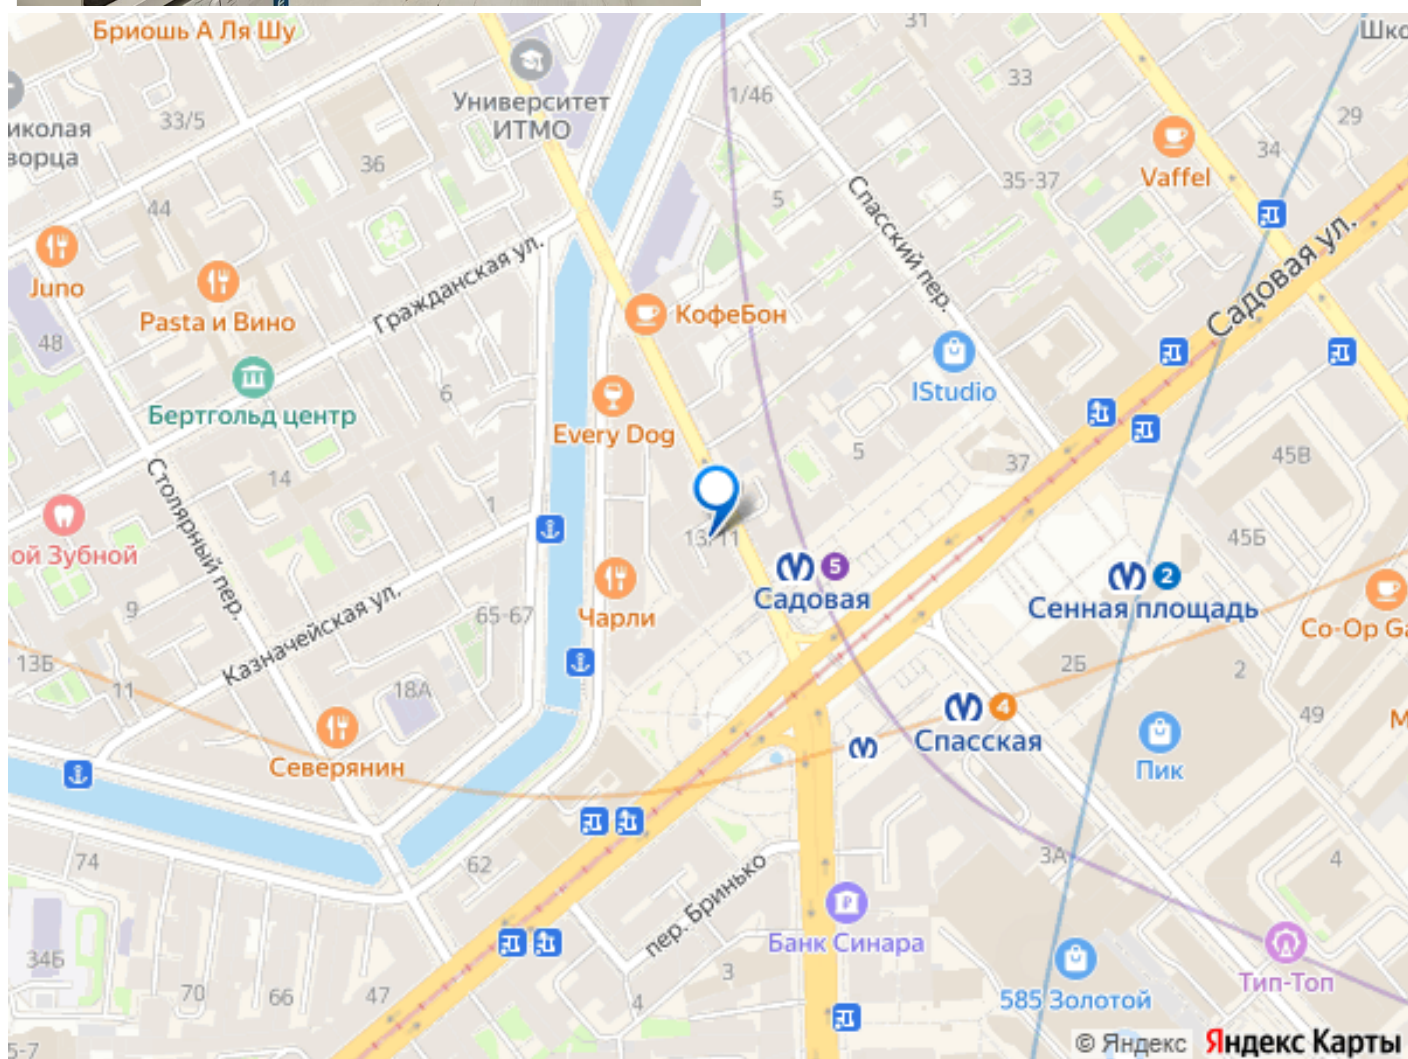 Бриошь А Ля Шу
31
Шко
33
Университет
ИТМО
1/46
29
33/5
иколая
ворца
36
34
Vaffel
35-37
44
5
Спасский пер.
Juno
Pasta и Вино
Гражданская ул.
Садовая ул.
КофеБон
48
IStudio
6
Бертгольд центр
Every Dog
5
37
45В
14
Столярный пер.
1
13/11
45Б
ой Зубной
5
Садовая
2
Сенная площадь
Чарли
9
Казначейская ул.
65-67
Co-Op Ga
13Б
11
18А
2Б
2
4
Спасская
49
М
Северянин
Пик
74
62
3А
4
пер. Бринько
Банк Синара
34Б
70
66
47
3
4
585 Золотой
Тип-Топ
5-7
© Яндекс Яндекс Карты